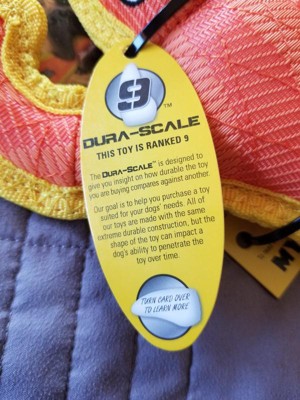 9
TM
DURA-SCALE
THIS TOY IS RANKED 9
The DURA-SCALE™ is designed to
give you insight on how durable the toy
you are buying compares against another.
Our goal is to help you purchase a toy
suited for your dogs' needs. All of
our toys are made with the same
extreme durable construction, but the
shape of the toy can impact a
dog's ability to penetrate the
toy over time.
TURN CARD OVER
TO LEARN MORE